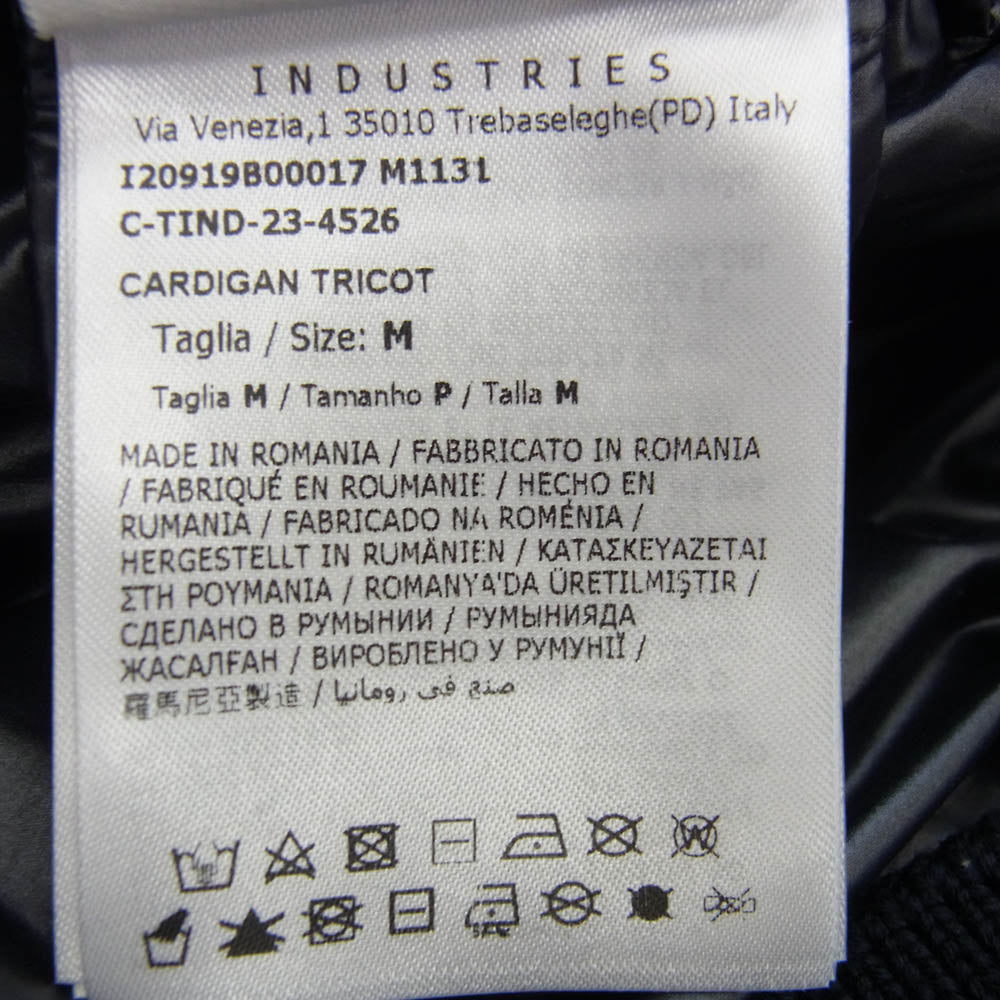 INDUSTRIES
Via Venezia,1 35010 Trebaseleghe(PD) Italy
I20919B00017 M1131
C-TIND-23-4526
CARDIGAN TRICOT
Taglia / Size: M
Taglia M / Tamanho P / Talla M
MADE IN ROMANIA / FABBRICATO IN ROMANIA
/ FABRIQUÉ EN ROUMANIE / HECHO EN
RUMANIA / FABRICADO NA ROMÉNIA /
HERGESTELLT IN RUMÄNIEN / ΚΑΤΑΣΚΕΥΑΖΕΤΑΙ
ΣΤΗ ΡΟΥΜΑΝΙΑ / ROMANYA'DA ÜRETILMIŞTIR /
СДЕЛАНО В РУМЫНИИ / РУМЫНИЯДА
ЖАСАЛҒАН / ВИРОБЛЕНО У РУМУНІЇ /
羅馬尼亞製造 / صنع في رومانيا
W